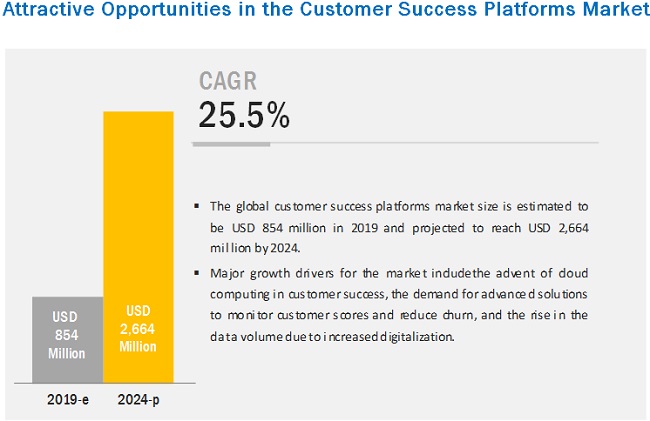 Attractive Opportunities in the Customer Success Platforms Market
CAGR
25.5%
▪ The global customer success platforms market size is estimated to
be USD 854 million in 2019 and projected to reach USD 2,664
million by 2024.
▪ Major growth drivers for the market include the advent of cloud
computing in customer success, the demand for advanced solutions
to monitor customer scores and reduce churn, and the rise in the
data volume due to increased digitalization.
USD
854
Million
USD
2,664
Million
2019-e
2024-p